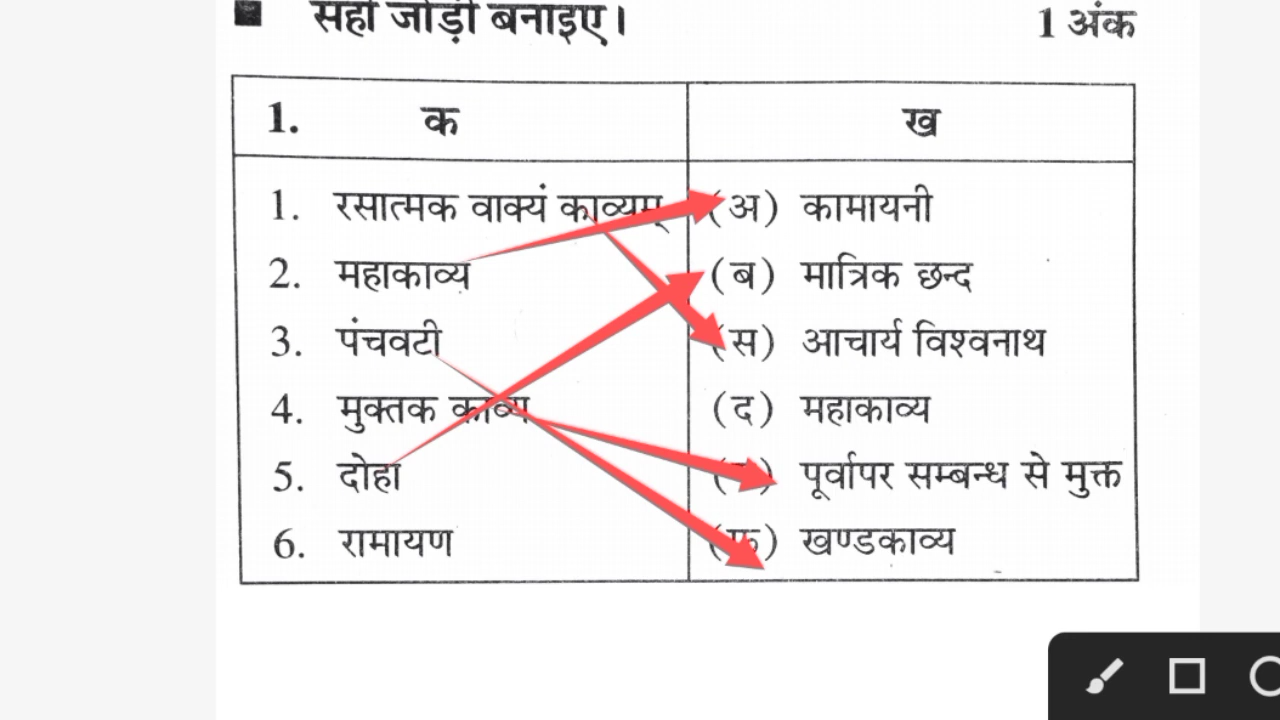 सही जोड़ी बनाइए।
1 अंक
1. क ख
1. रसात्मक वाक्यं काव्यम् (अ) कामायनी
2. महाकाव्य (ब) मात्रिक छन्द
3. पंचवटी (स) आचार्य विश्वनाथ
4. मुक्तक काव्य (द) महाकाव्य
5. दोहा पूर्वापर सम्बन्ध से मुक्त
6. रामायण (फ) खण्डकाव्य